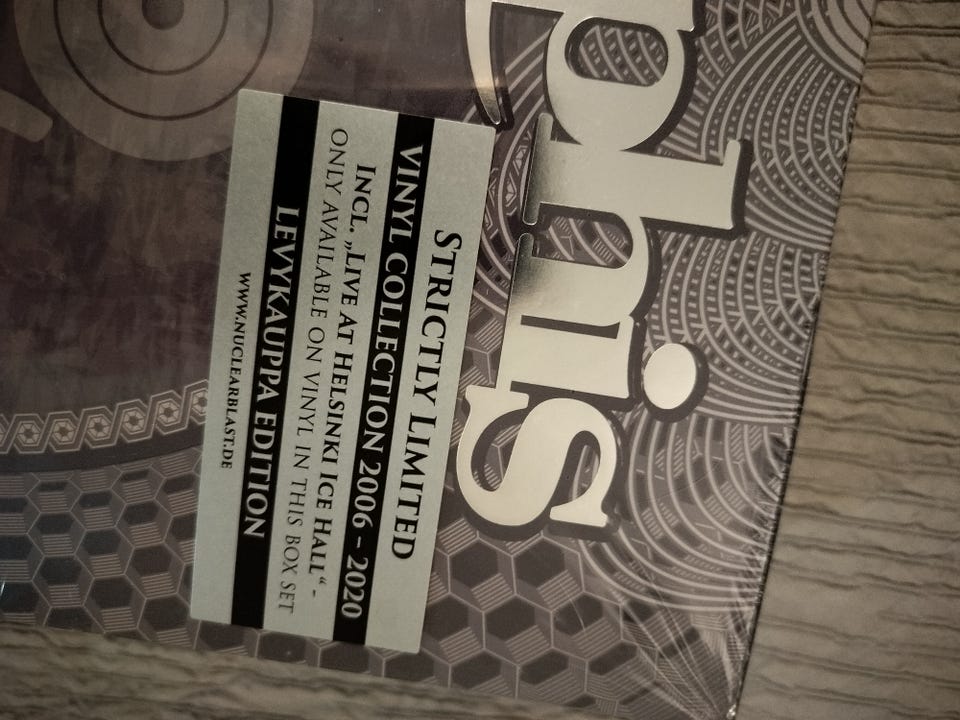 phis
STRICTLY LIMITED
VINYL COLLECTION 2006 – 2020
INCL. „LIVE AT HELSINKI ICE HALL“ -
ONLY AVAILABLE ON VINYL IN THIS BOX SET
LEVYKAUPPA EDITION
WWW.NUCLEARBLAST.DE